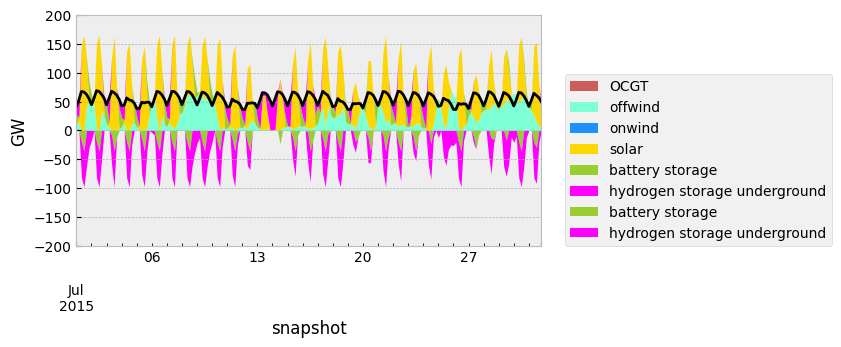 200
150
100
50
0
−50
−100
−150
−200
GW
06
13
20
27
Jul
2015
snapshot
OCGT
offwind
onwind
solar
battery storage
hydrogen storage underground
battery storage
hydrogen storage underground